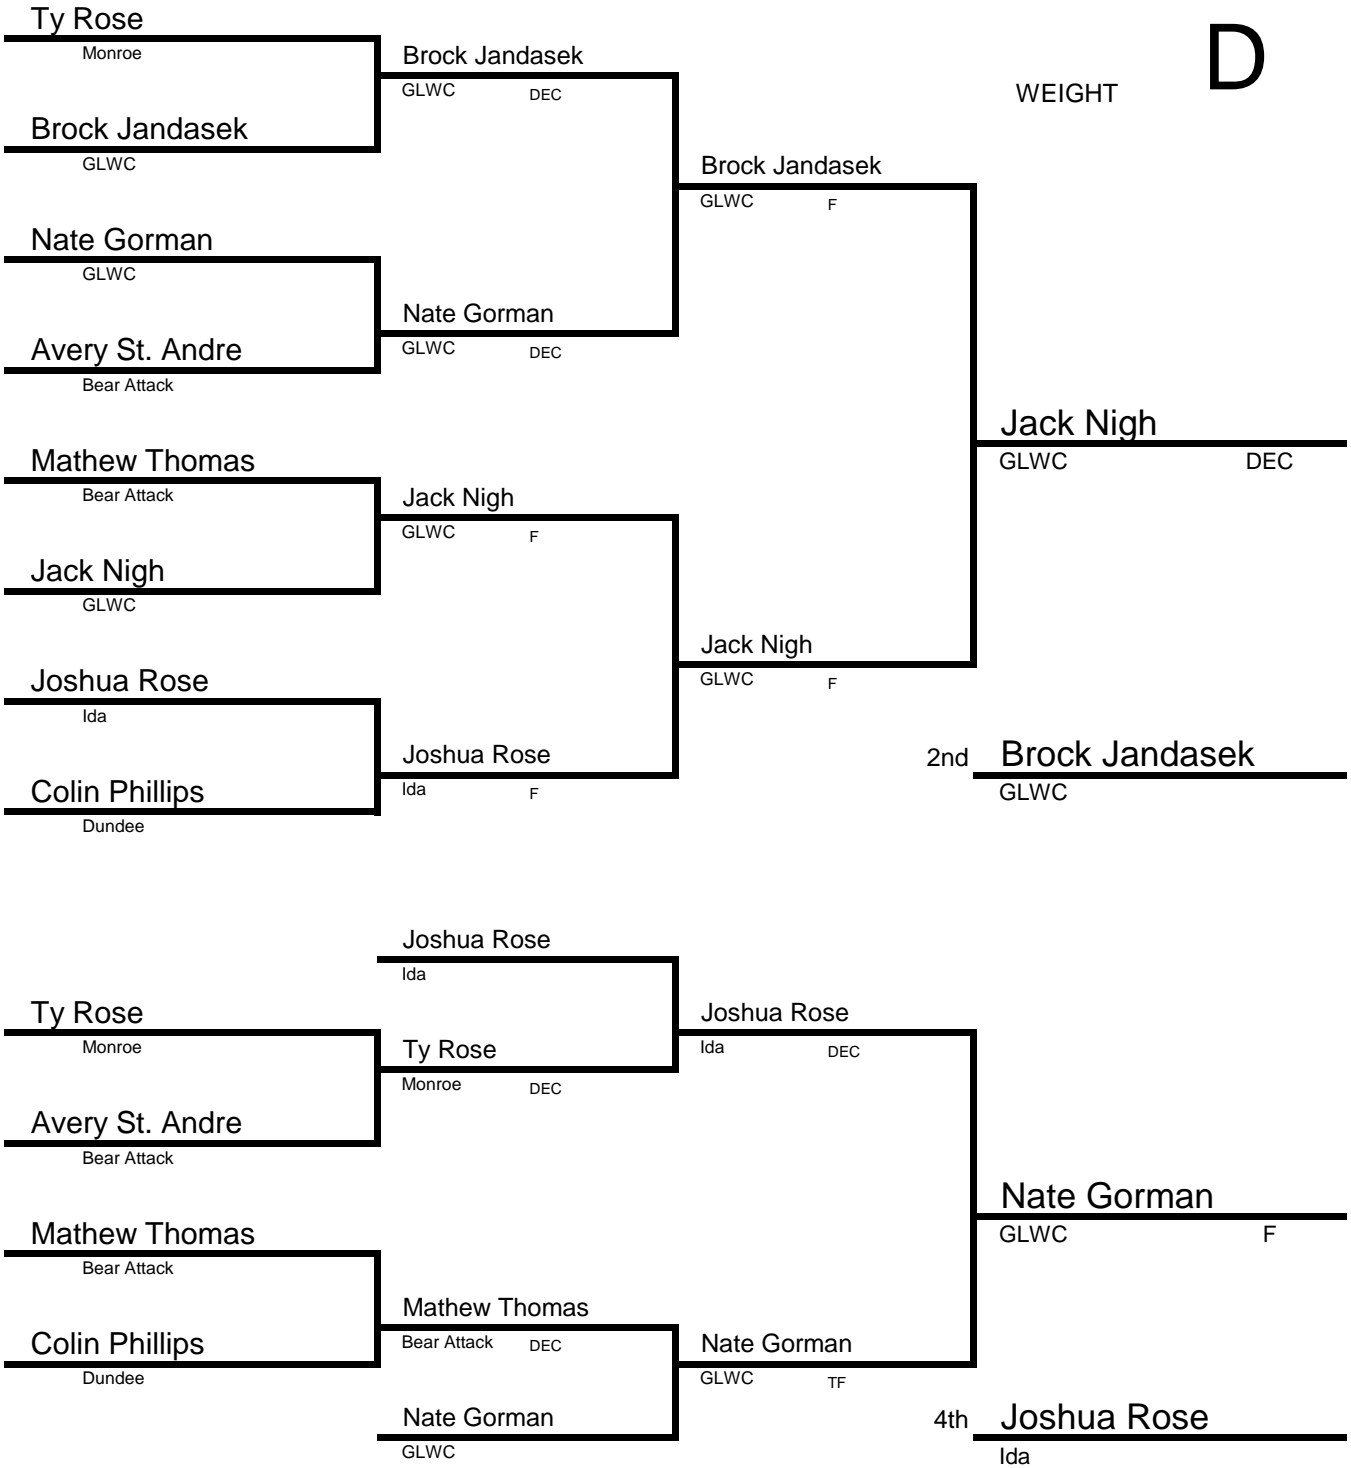 Ty Rose
Monroe
Brock Jandasek
GLWC DEC
D
WEIGHT
Brock Jandasek
GLWC
Brock Jandasek
GLWC F
Nate Gorman
GLWC
Nate Gorman
GLWC DEC
Avery St. Andre
Bear Attack
Jack Nigh
GLWC DEC
Mathew Thomas
Bear Attack
Jack Nigh
GLWC F
Jack Nigh
GLWC
Jack Nigh
GLWC F
Joshua Rose
Ida
Joshua Rose
Ida F
2nd Brock Jandasek
GLWC
Colin Phillips
Dundee
Joshua Rose
Ida
Ty Rose
Monroe
Joshua Rose
Ida DEC
Ty Rose
Monroe DEC
Avery St. Andre
Bear Attack
Nate Gorman
GLWC F
Mathew Thomas
Bear Attack
Mathew Thomas
Bear Attack DEC
Colin Phillips
Dundee
Nate Gorman
GLWC TF
Nate Gorman
GLWC
4th Joshua Rose
Ida